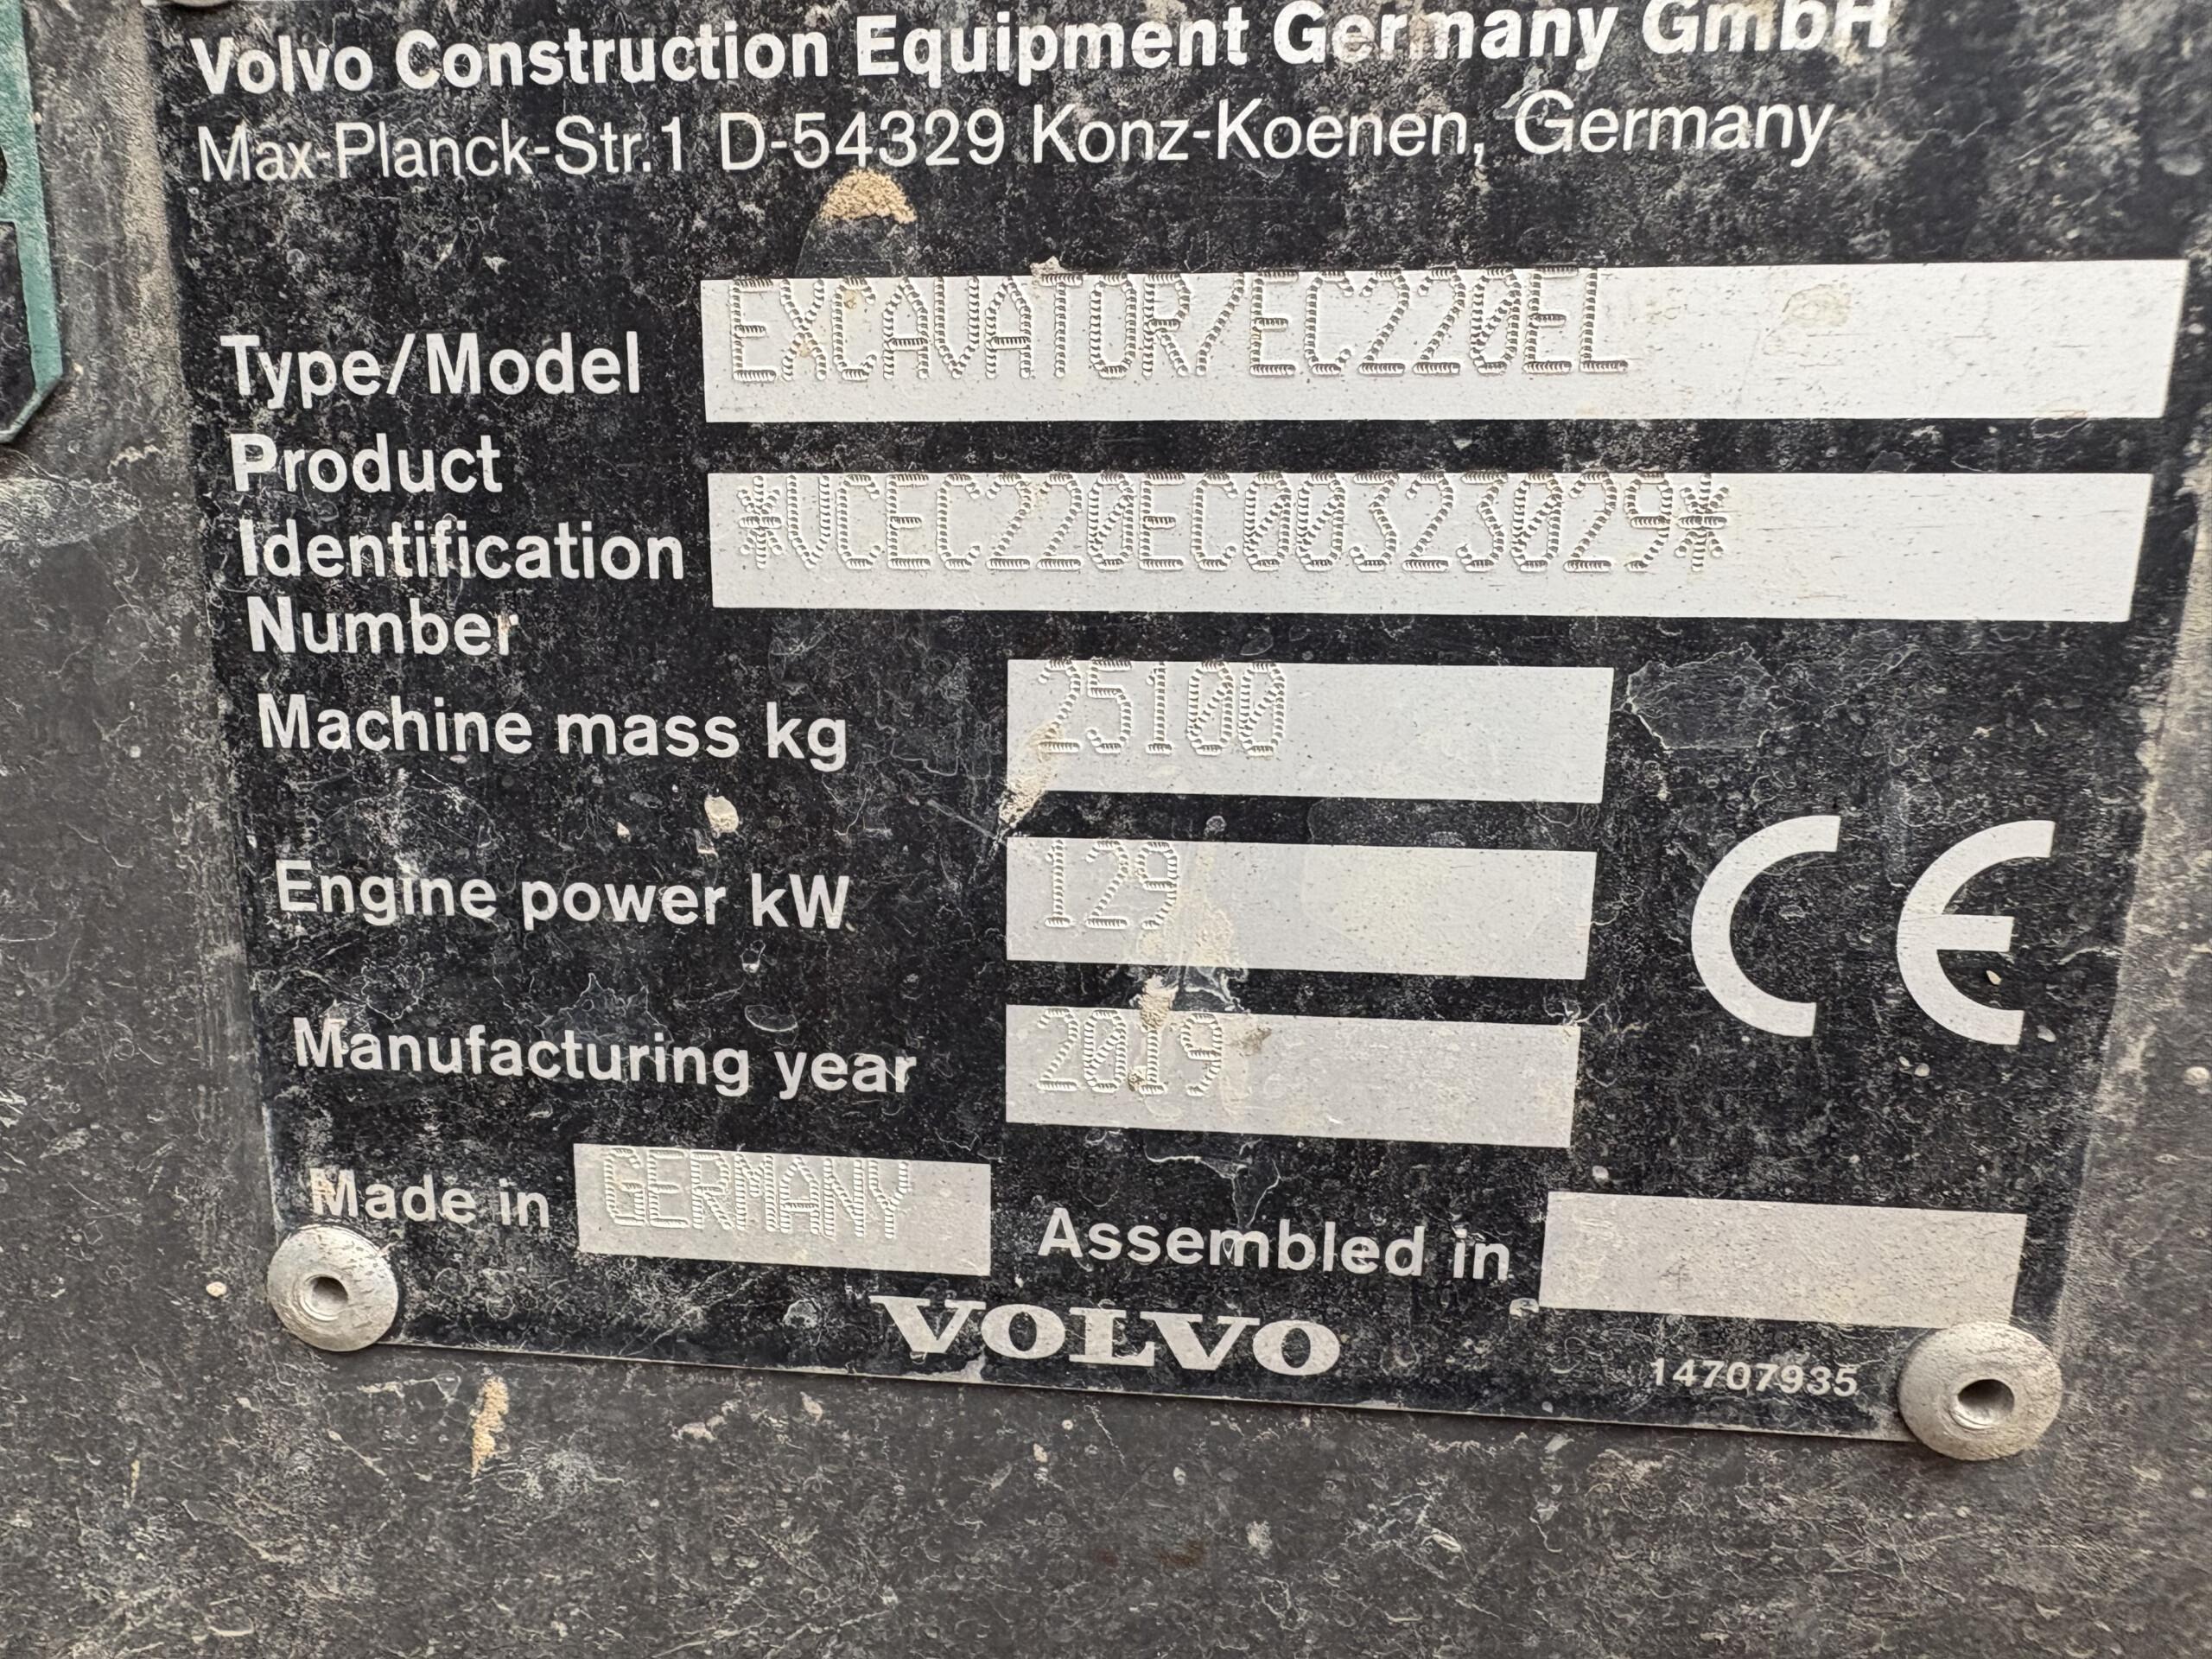 Volvo Construction Equipment Germany GmbH
Max-Planck-Str.1 D-54329 Konz-Koenen, Germany
Type/Model EXCAVATOR/EC220EL
Product
Identification
Number
*VCEC220EC00323029*
Machine mass kg 25100
Engine power kW 129
CE
Manufacturing year 2019
Made in GERMANY
Assembled in
VOLVO
14707935